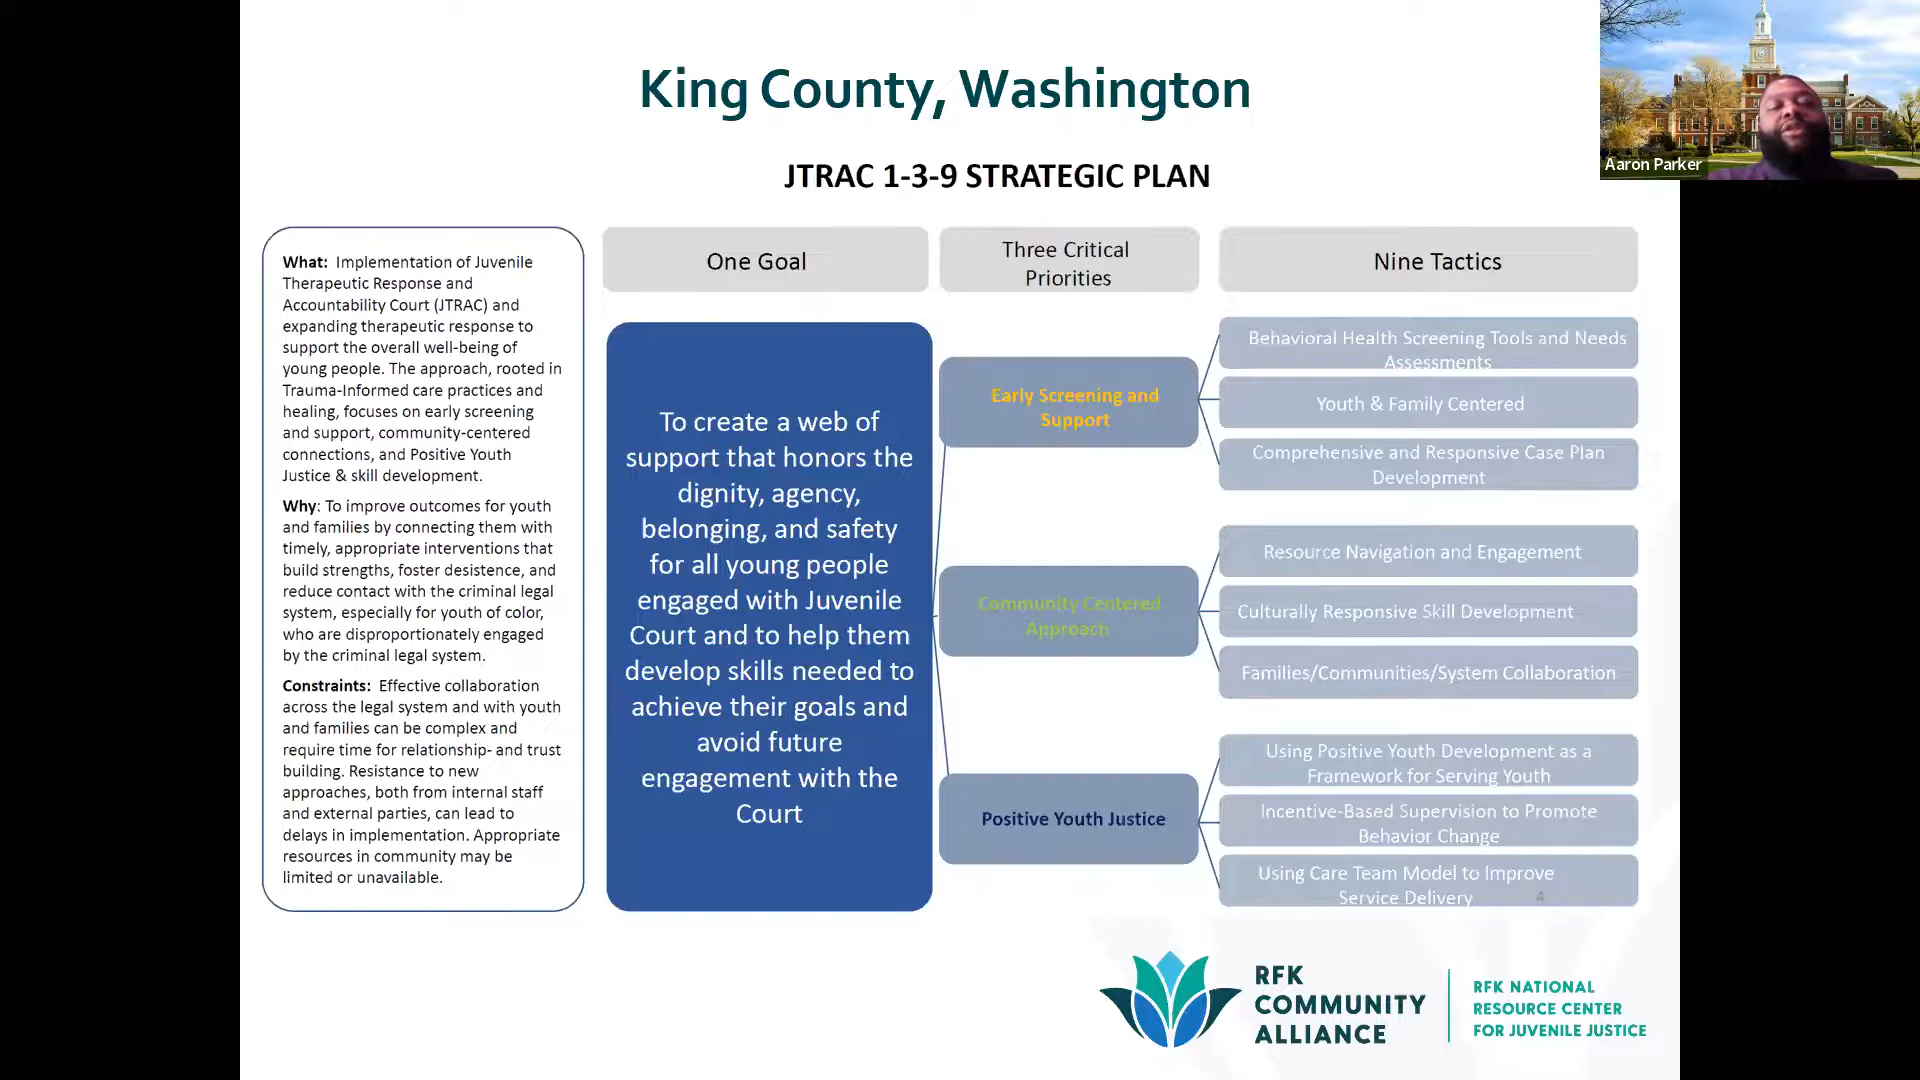 King County, Washington
Aaron Parker
JTRAC 1-3-9 STRATEGIC PLAN
What: Implementation of Juvenile
Therapeutic Response and
Accountability Court (JTRAC) and
expanding therapeutic response to
support the overall well-being of
young people. The approach, rooted in
Trauma-Informed care practices and
healing, focuses on early screening
and support, community-centered
connections, and Positive Youth
Justice & skill development.
Why: To improve outcomes for youth
and families by connecting them with
timely, appropriate interventions that
build strengths, foster desistence, and
reduce contact with the criminal legal
system, especially for youth of color,
who are disproportionately engaged
by the criminal legal system.
Constraints: Effective collaboration
across the legal system and with youth
and families can be complex and
require time for relationship- and trust
building. Resistance to new
approaches, both from internal staff
and external parties, can lead to
delays in implementation. Appropriate
resources in community may be
limited or unavailable.
One Goal
To create a web of
support that honors the
dignity, agency,
belonging, and safety
for all young people
engaged with Juvenile
Court and to help them
develop skills needed to
achieve their goals and
avoid future
engagement with the
Court
Three Critical
Priorities
Early Screening and
Support
Community Centered
Approach
Positive Youth Justice
Nine Tactics
Behavioral Health Screening Tools and Needs
Assessments
Youth & Family Centered
Comprehensive and Responsive Case Plan
Development
Resource Navigation and Engagement
Culturally Responsive Skill Development
Families/Communities/System Collaboration
Using Positive Youth Development as a
Framework for Serving Youth
Incentive-Based Supervision to Promote
Behavior Change
Using Care Team Model to Improve
Service Delivery
4
RFK
COMMUNITY
ALLIANCE
RFK NATIONAL
RESOURCE CENTER
FOR JUVENILE JUSTICE